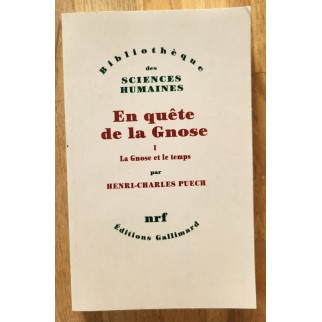 Bibliothèque
des
SCIENCES
HUMAINES
En quête
de la Gnose
I
La Gnose et le temps
par
HENRI-CHARLES PUECH
nrf
Éditions Gallimard